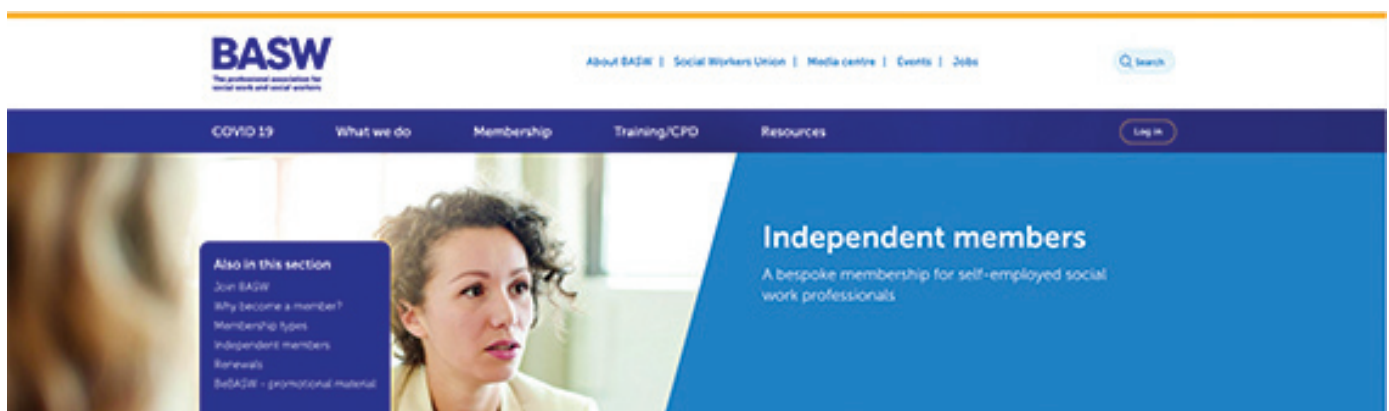 BASW
The professional association for
social work and social workers
About BASW | Social Workers Union | Media centre | Events | Jobs
Search
COVID 19 What we do Membership Training/CPD Resources Log in
Independent members
A bespoke membership for self-employed social
work professionals
Also in this section
Join BASW
Why become a member?
Membership types
Independent members
Renewals
BeBASW - promotional material